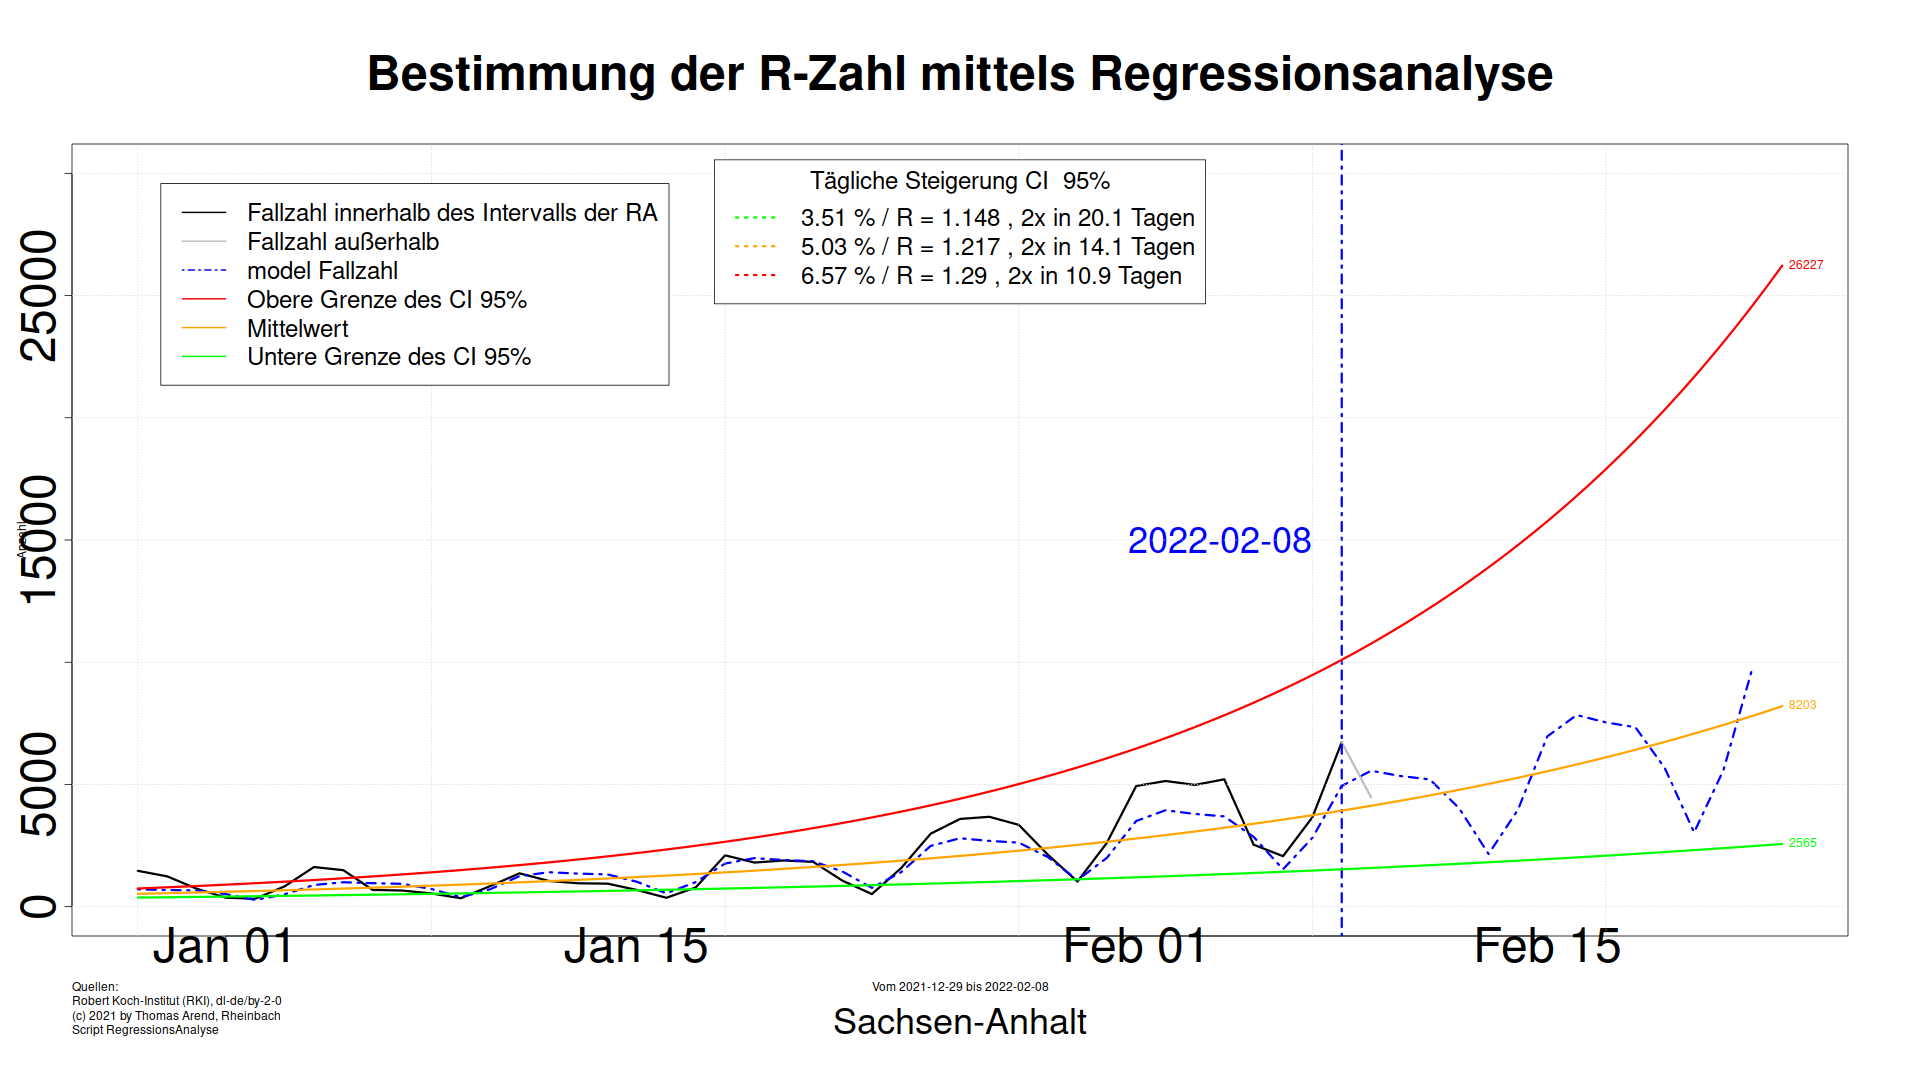 Bestimmung der R-Zahl mittels Regressionsanalyse
Fallzahl innerhalb des Intervalls der RA
Fallzahl außerhalb
model Fallzahl
Obere Grenze des CI 95%
Mittelwert
Untere Grenze des CI 95%
Tägliche Steigerung CI 95%
3.51 % / R = 1.148 , 2x in 20.1 Tagen
5.03 % / R = 1.217 , 2x in 14.1 Tagen
6.57 % / R = 1.29 , 2x in 10.9 Tagen
26227
8203
2565
2022-02-08
25000
15000
5000
0
Anzahl
Jan 01
Jan 15
Feb 01
Feb 15
Quellen:
Robert Koch-Institut (RKI), dl-de/by-2-0
(c) 2021 by Thomas Arend, Rheinbach
Script RegressionsAnalyse
Vom 2021-12-29 bis 2022-02-08
Sachsen-Anhalt